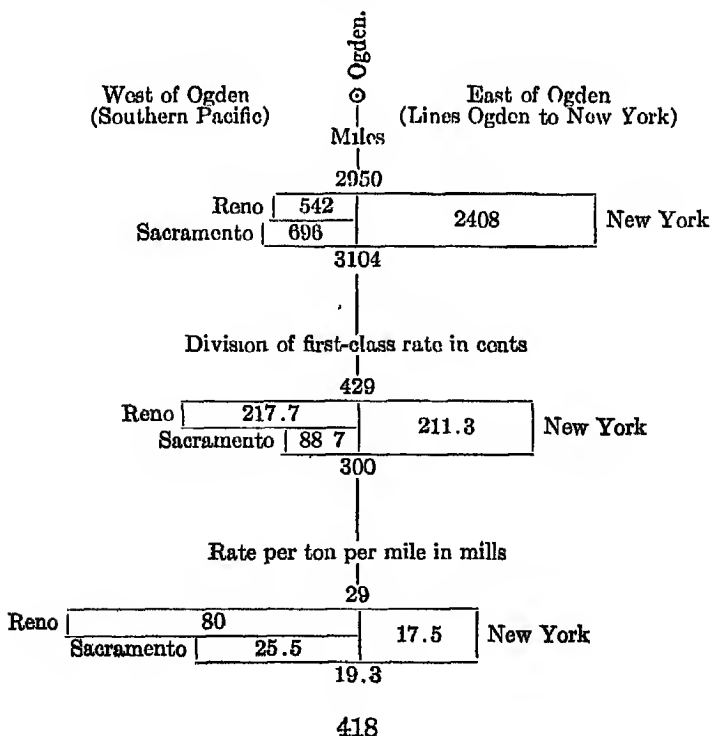 Ogden.
West of Ogden
(Southern Pacific)
East of Ogden
(Lines Ogden to New York)
Miles
2950
Reno 542 2408 New York
Sacramento 696
3104
Division of first-class rate in cents
429
Reno 217.7 211.3 New York
Sacramento 88 7
300
Rate per ton per mile in mills
29
Reno 80 17.5 New York
Sacramento 25.5
19.3
418